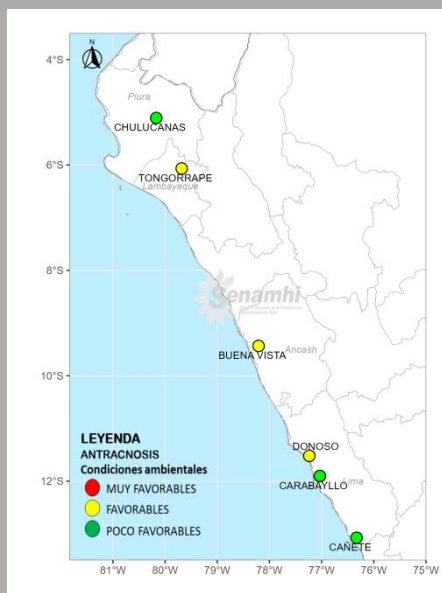 N
4°S
Piura
CHULUCANAS
6°S
TONGORRAPE
Lambayeque
8°S
Senamhi
BUENA VISTA
Ancash
10°S
DONOSO
12°S
CARABAYLLO
Lima
CAÑETE
LEYENDA
ANTRACNOSIS
Condiciones ambientales
MUY FAVORABLES
FAVORABLES
POCO FAVORABLES
81°W 80°W 79°W 78°W 77°W 76°W 75°W